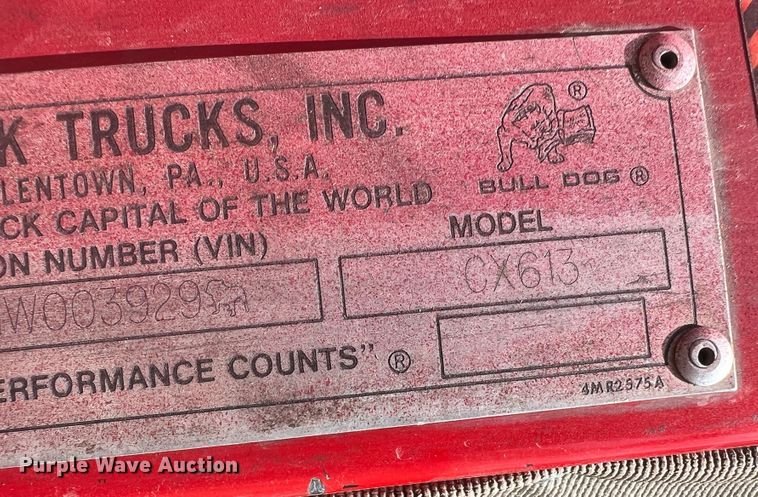 K TRUCKS, INC. ®
LENTOWN, PA., U.S.A.
CK CAPITAL OF THE WORLD
BULL DOG ®
ON NUMBER (VIN)
MODEL
W003929
CX613
ERFORMANCE COUNTS" ®
4MR2575A
Purple Wave Auction